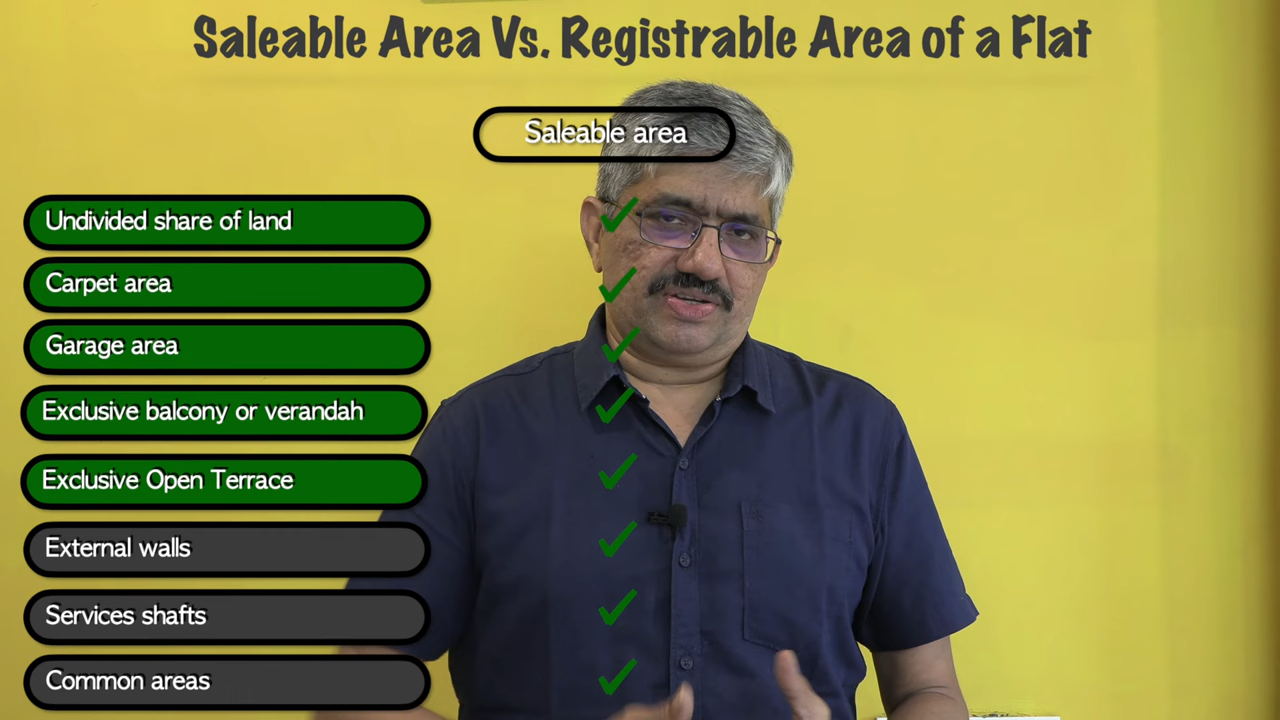 Saleable Area Vs. Registrable Area of a Flat
Saleable area
Undivided share of land
Carpet area
Garage area
Exclusive balcony or verandah
Exclusive Open Terrace
External walls
Services shafts
Common areas